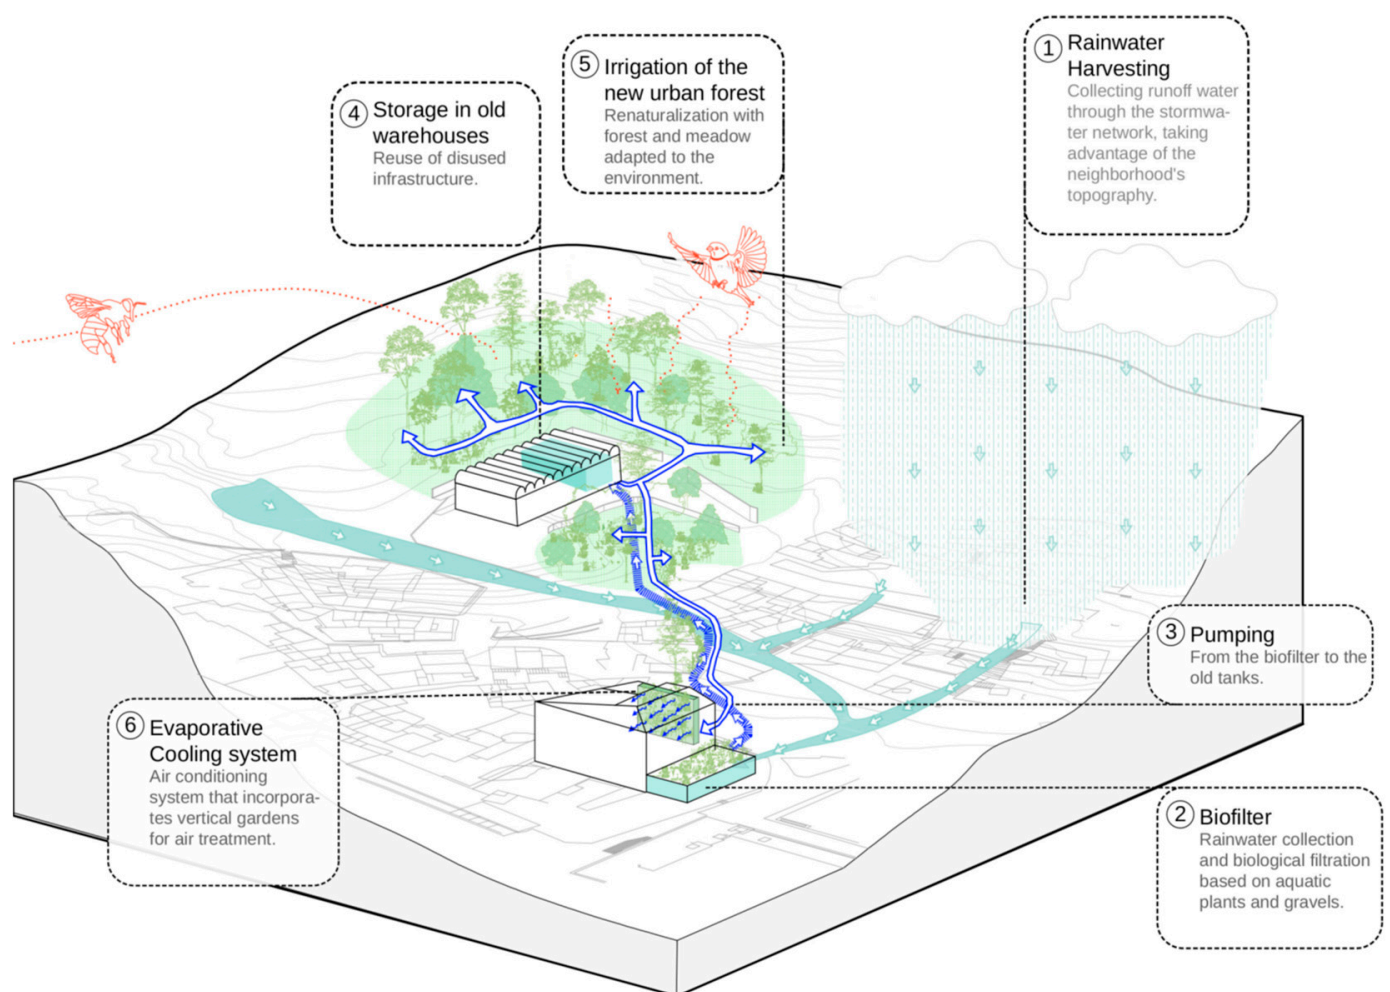 1
Rainwater
Harvesting
Collecting runoff water
through the stormwa-
ter network, taking
advantage of the
neighborhood's
topography.
2
Biofilter
Rainwater collection
and biological filtration
based on aquatic
plants and gravels.
3
Pumping
From the biofilter to the
old tanks.
4
Storage in old
warehouses
Reuse of disused
infrastructure.
5
Irrigation of the
new urban forest
Renaturalization with
forest and meadow
adapted to the
environment.
6
Evaporative
Cooling system
Air conditioning
system that incorpora-
tes vertical gardens
for air treatment.